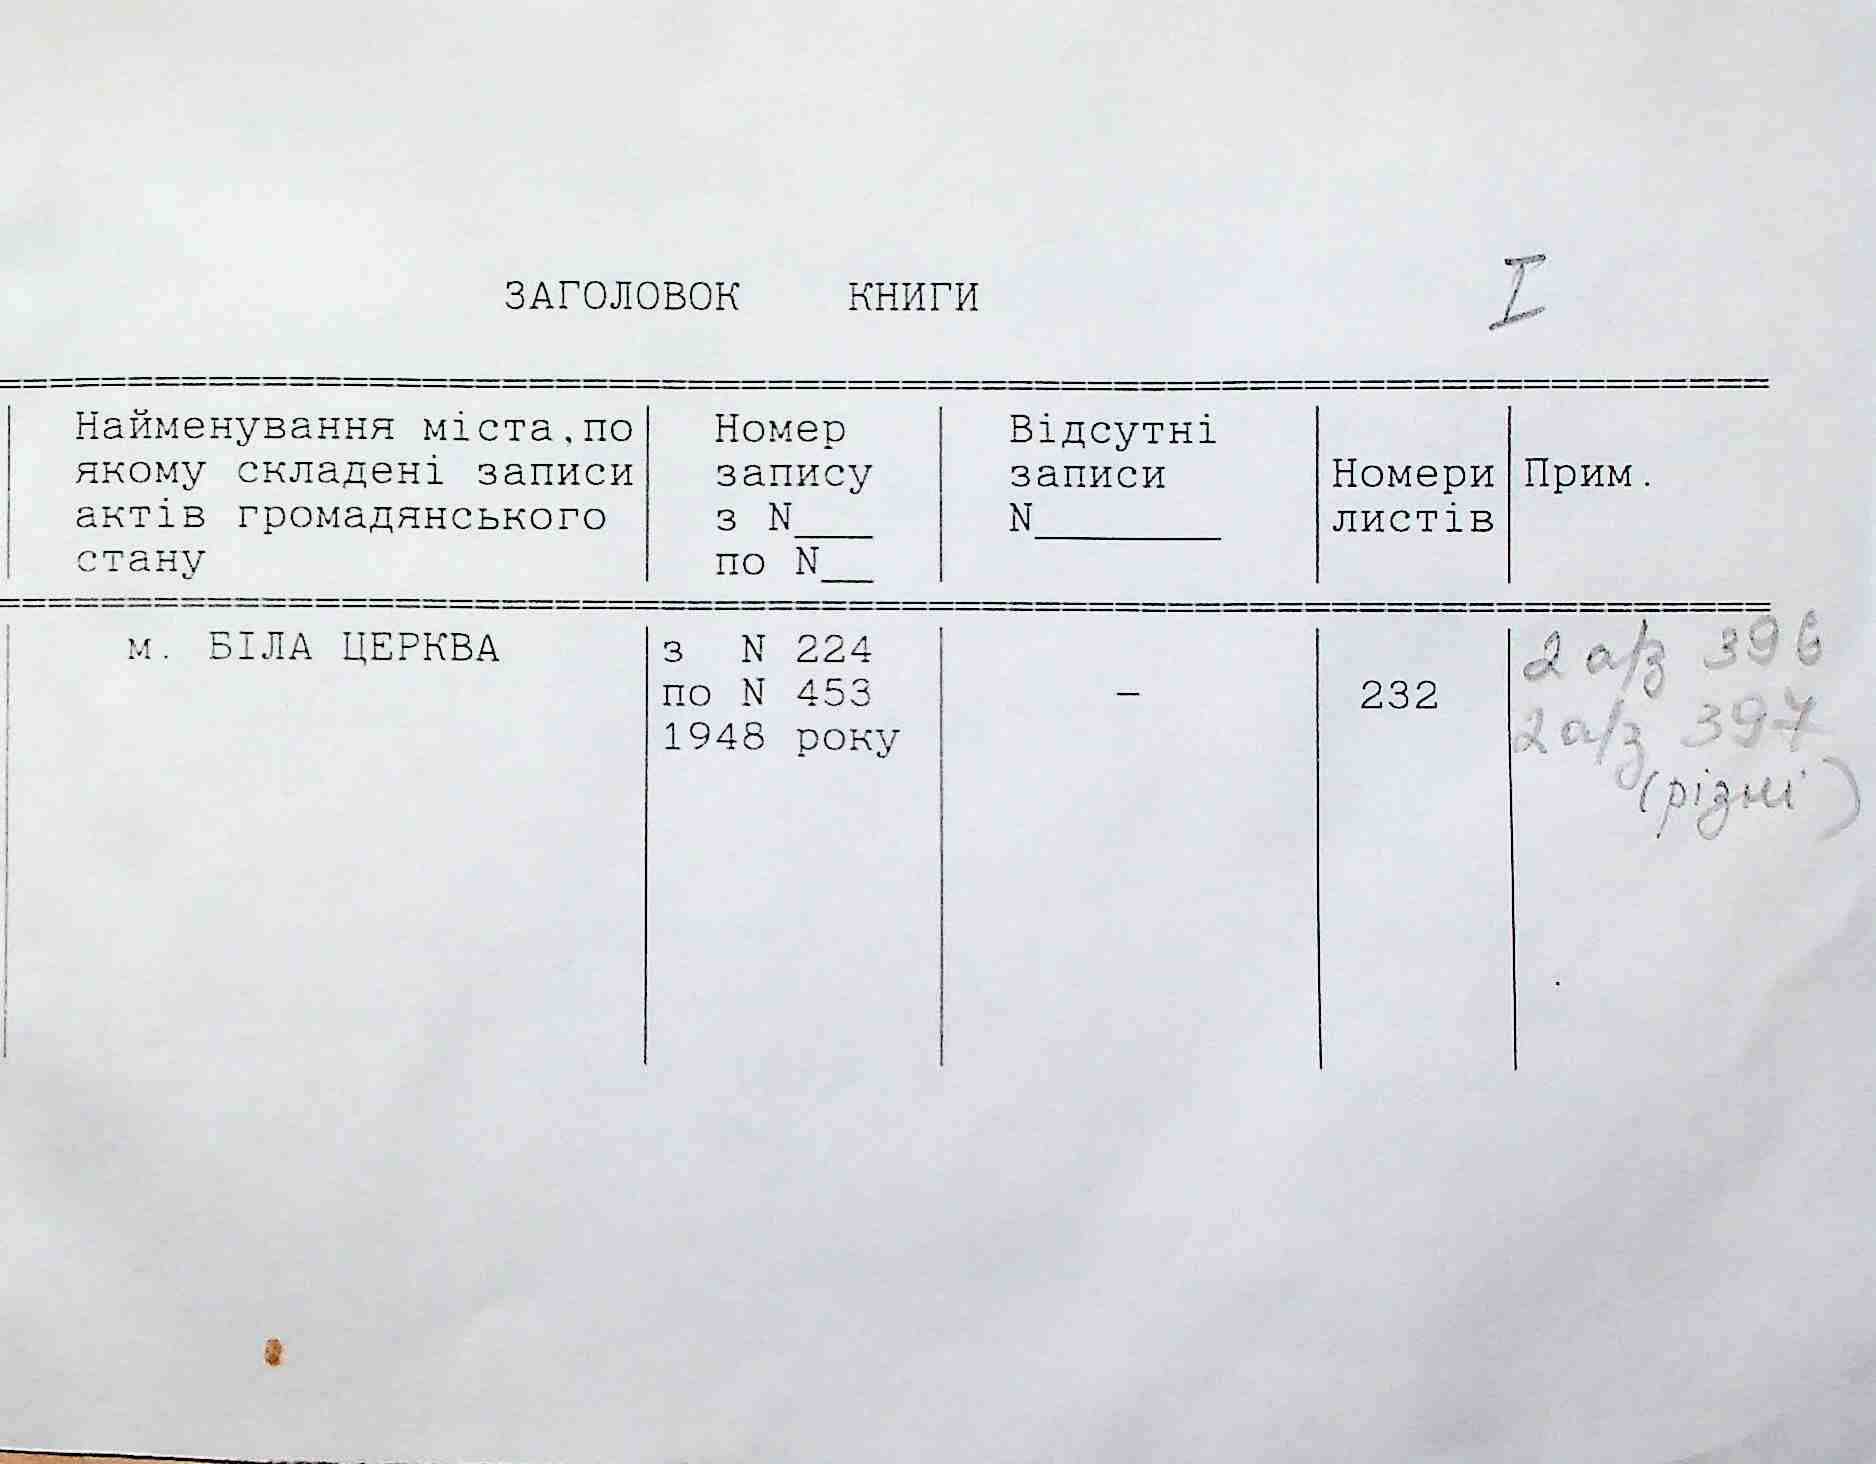 ЗАГОЛОВОК КНИГИ I
Найменування міста,по якому складені записи актів громадянського стану
Номер запису з N___ по N__
Відсутні записи N_______
Номери листів
Прим.
м. БІЛА ЦЕРКВА
з N 224
по N 453
1948 року
–
232
2 а/з 396
2 а/з 397
(різні)